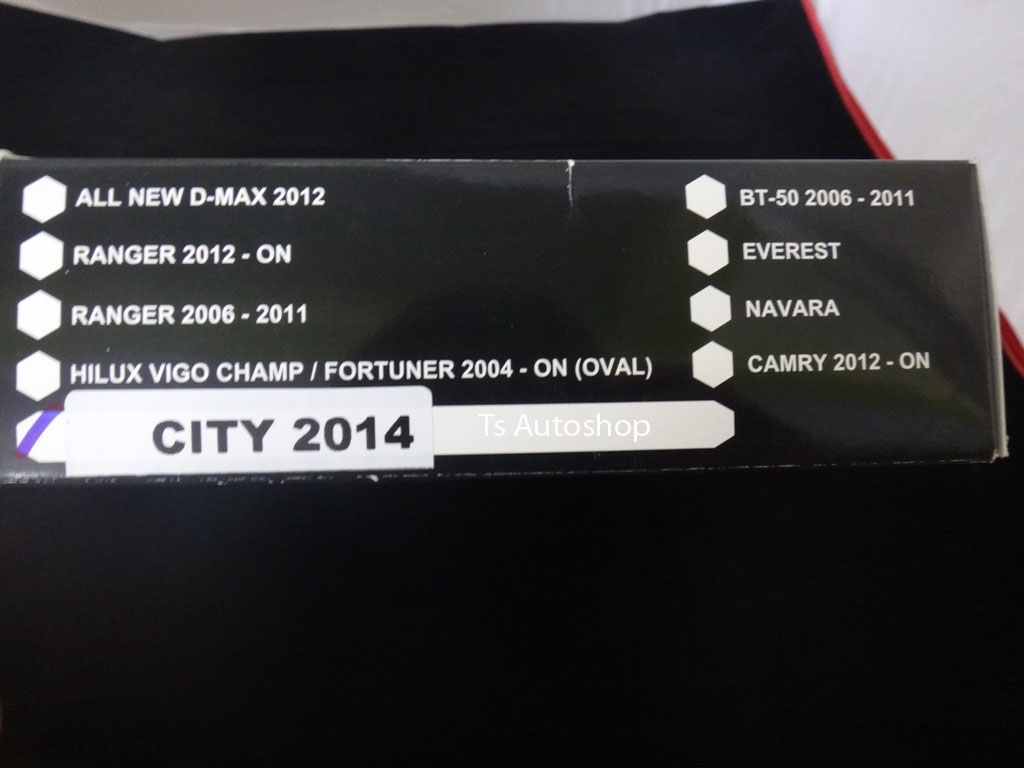 ALL NEW D-MAX 2012
RANGER 2012 - ON
RANGER 2006 - 2011
HILUX VIGO CHAMP / FORTUNER 2004 - ON (OVAL)
CITY 2014
Ts Autoshop
BT-50 2006 - 2011
EVEREST
NAVARA
CAMRY 2012 - ON